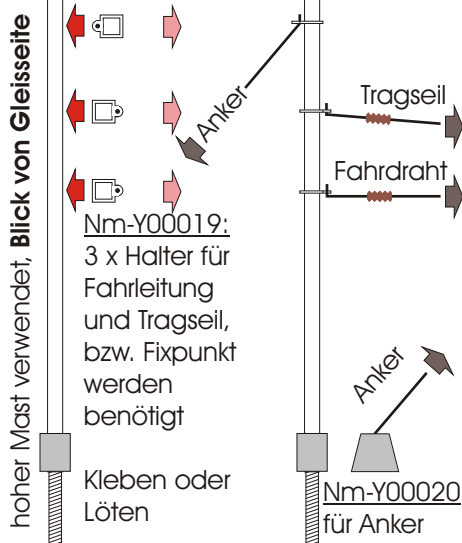 hoher Mast verwendet, Blick von Gleisseite
Anker
Tragseil
Fahrdraht
Nm-Y00019:
3 x Halter für
Fahrleitung
und Tragseil,
bzw. Fixpunkt
werden
benötigt
Kleben oder
Löten
Anker
Nm-Y00020
für Anker